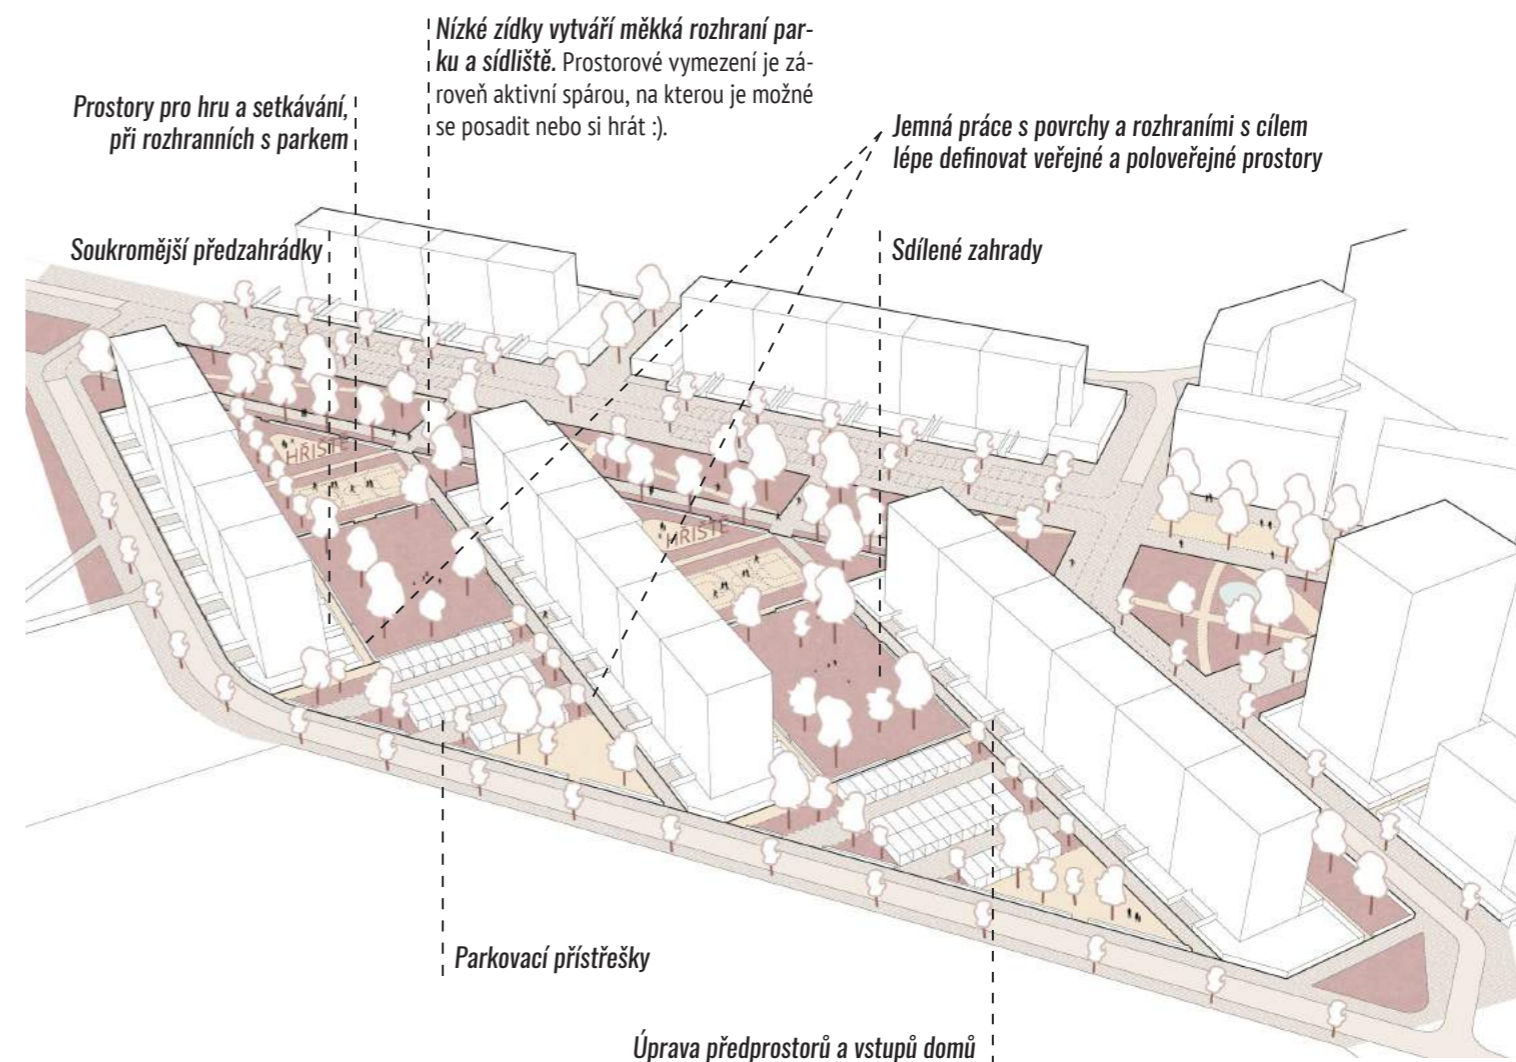 Nízké zídky vytváří měkká rozhraní par-
ku a sídliště. Prostorové vymezení je zá-
roveň aktivní spárou, na kterou je možné
se posadit nebo si hrát :).
Prostory pro hru a setkávání,
při rozhranních s parkem
Jemná práce s povrchy a rozhraními s cílem
lépe definovat veřejné a poloveřejné prostory
Soukromější předzahrádky
Sdílené zahrady
HŘIŠTĚ
HŘIŠTĚ
Parkovací přístřešky
Úprava předprostorů a vstupů domů